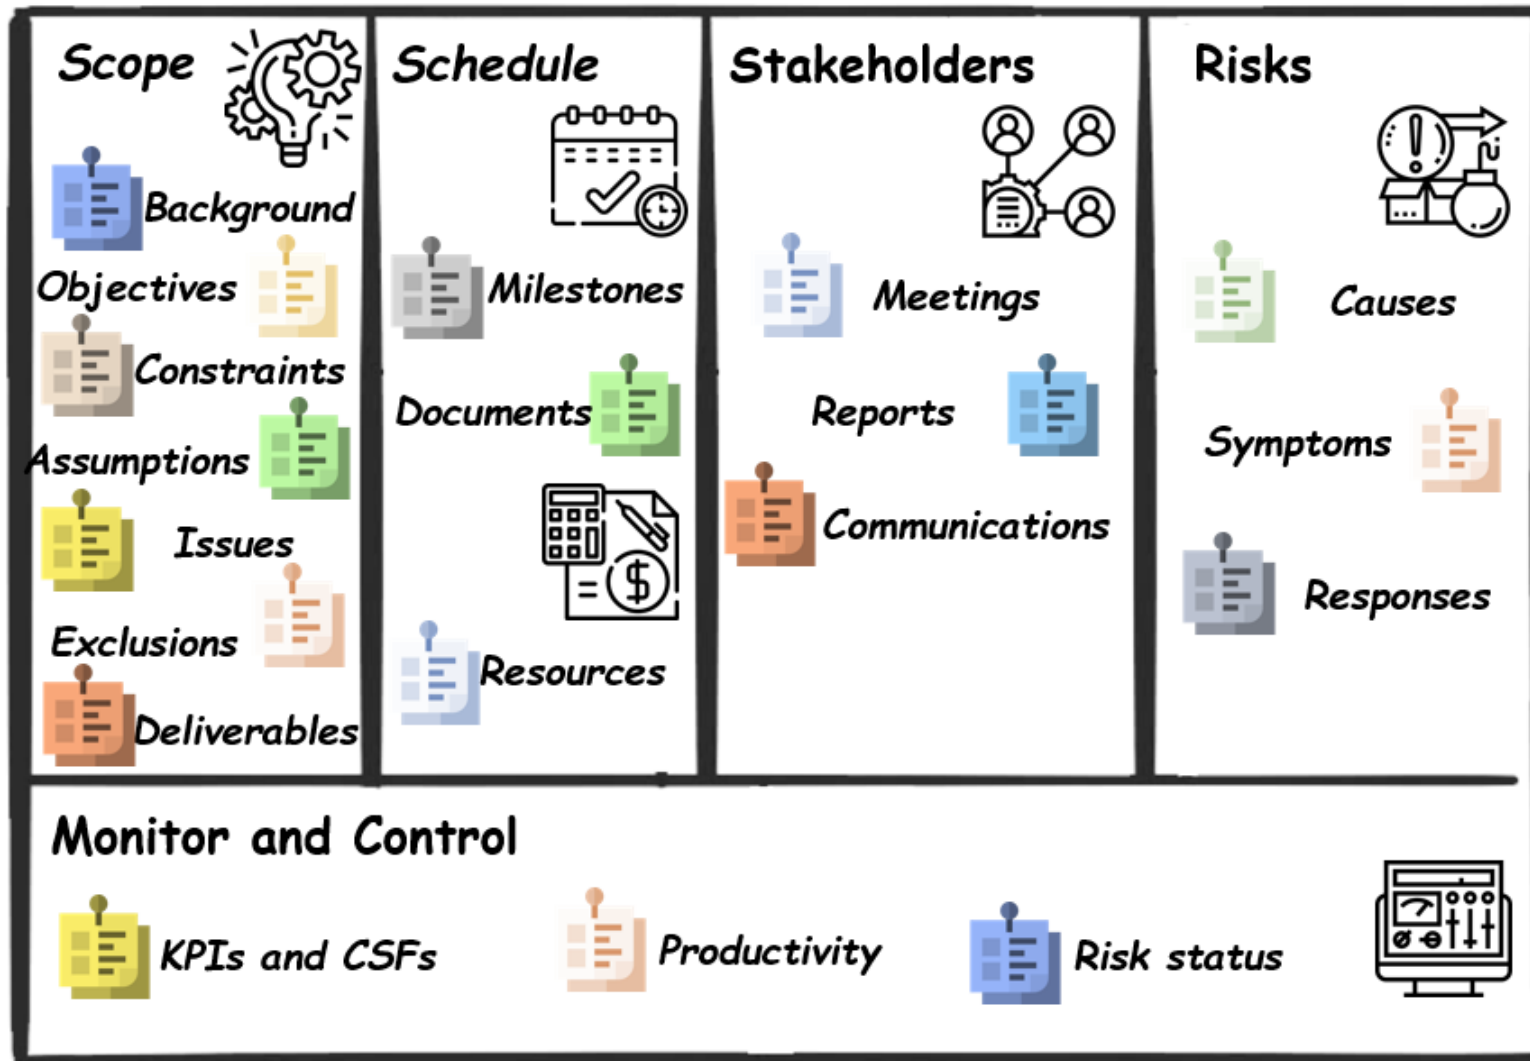 Scope
Background
Objectives
Constraints
Assumptions
Issues
Exclusions
Deliverables
Schedule
Milestones
Documents
$
Resources
Stakeholders
Meetings
Reports
Communications
Risks
!
Causes
Symptoms
Responses
Monitor and Control
KPIs and CSFs
Productivity
Risk status